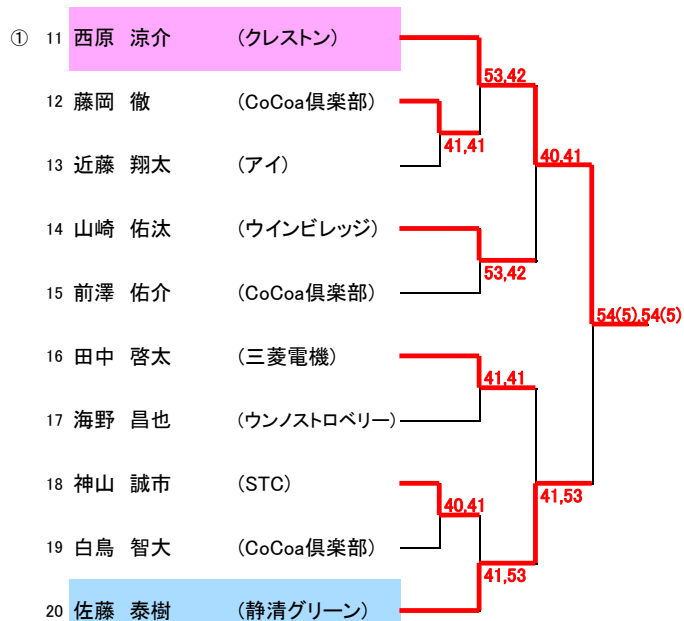 ① 11 西原 涼介 (クレストン)
53,42
12 藤岡 徹 (CoCoa倶楽部)
41,41
40,41
13 近藤 翔太 (アイ)
14 山崎 佑汰 (ウインビレッジ)
53,42
15 前澤 佑介 (CoCoa倶楽部)
54(5),54(5)
16 田中 啓太 (三菱電機)
41,41
17 海野 昌也 (ウンノストロベリー)
18 神山 誠市 (STC)
40,41
41,53
19 白鳥 智大 (CoCoa倶楽部)
41,53
20 佐藤 泰樹 (静清グリーン)